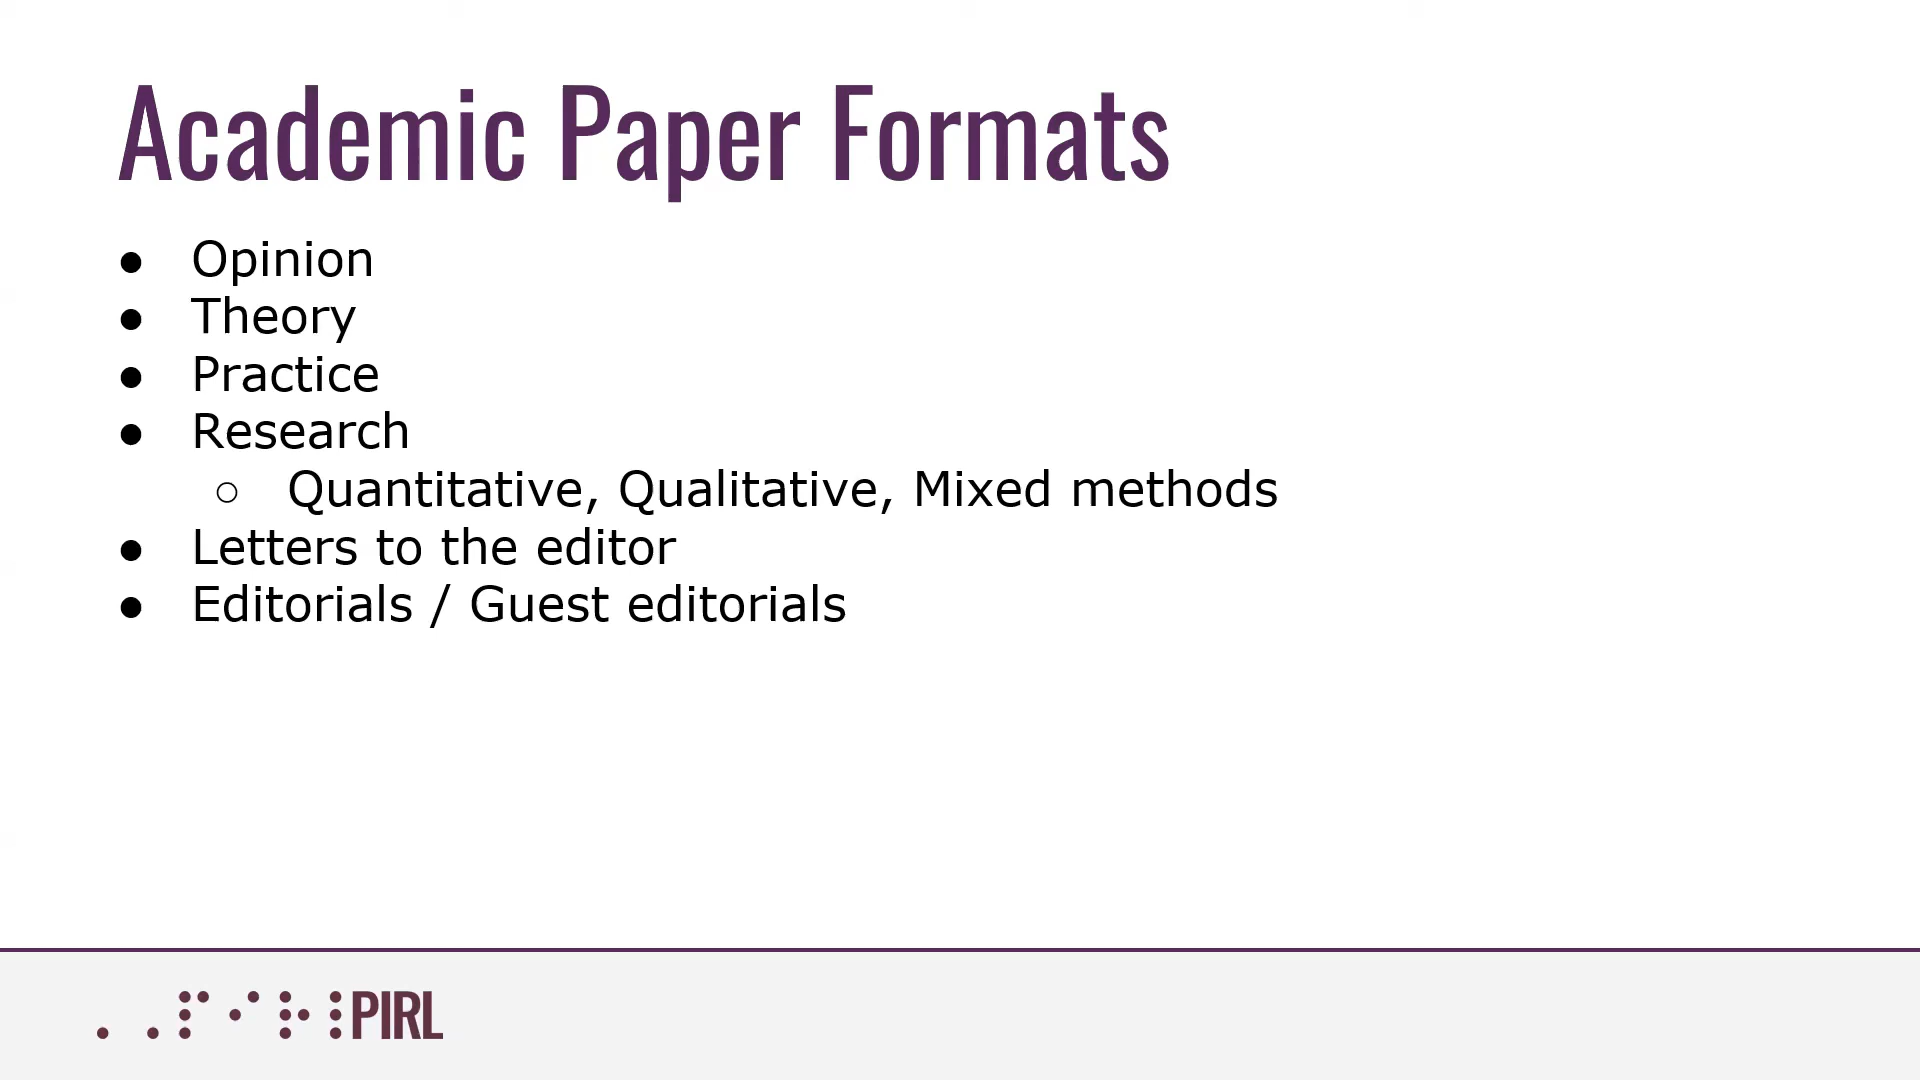 Academic Paper Formats
● Opinion
● Theory
● Practice
● Research
○ Quantitative, Qualitative, Mixed methods
● Letters to the editor
● Editorials / Guest editorials
⠠⠠⠏⠊⠗⠇PIRL